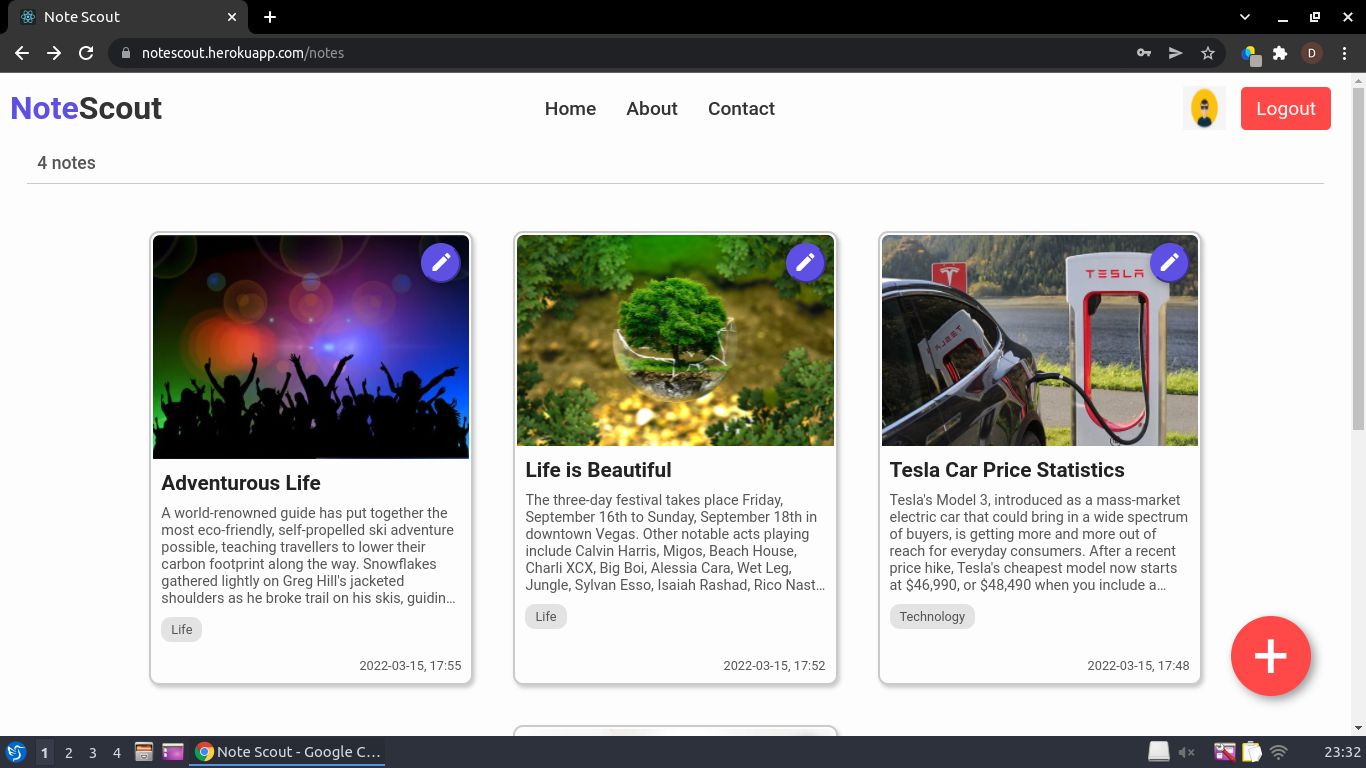 Note Scout
notescout.herokuapp.com/notes
D
NoteScout
Home
About
Contact
Logout
4 notes
Adventurous Life
A world-renowned guide has put together the
most eco-friendly, self-propelled ski adventure
possible, teaching travellers to lower their
carbon footprint along the way. Snowflakes
gathered lightly on Greg Hill's jacketed
shoulders as he broke trail on his skis, guidin...
Life
2022-03-15, 17:55
Life is Beautiful
The three-day festival takes place Friday,
September 16th to Sunday, September 18th in
downtown Vegas. Other notable acts playing
include Calvin Harris, Migos, Beach House,
Charli XCX, Big Boi, Alessia Cara, Wet Leg,
Jungle, Sylvan Esso, Isaiah Rashad, Rico Nast...
Life
2022-03-15, 17:52
TESLA
Tesla Car Price Statistics
Tesla's Model 3, introduced as a mass-market
electric car that could bring in a wide spectrum
of buyers, is getting more and more out of
reach for everyday consumers. After a recent
price hike, Tesla's cheapest model now starts
at $46,990, or $48,490 when you include a...
Technology
2022-03-15, 17:48
1
2
3
4
Note Scout - Google C...
23:32